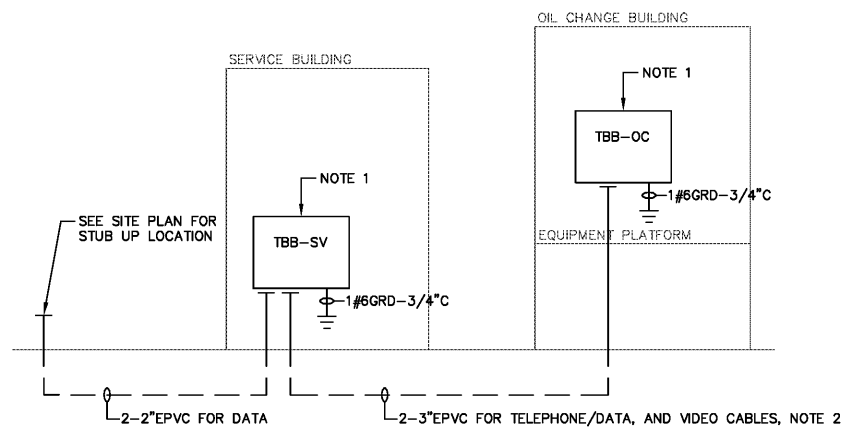 OIL CHANGE BUILDING
SERVICE BUILDING
NOTE 1
TBB-OC
NOTE 1
1#6GRD-3/4"C
SEE SITE PLAN FOR
STUB UP LOCATION
TBB-SV
EQUIPMENT PLATFORM
1#6GRD-3/4"C
2-2"EPVC FOR DATA
2-3"EPVC FOR TELEPHONE/DATA, AND VIDEO CABLES, NOTE 2